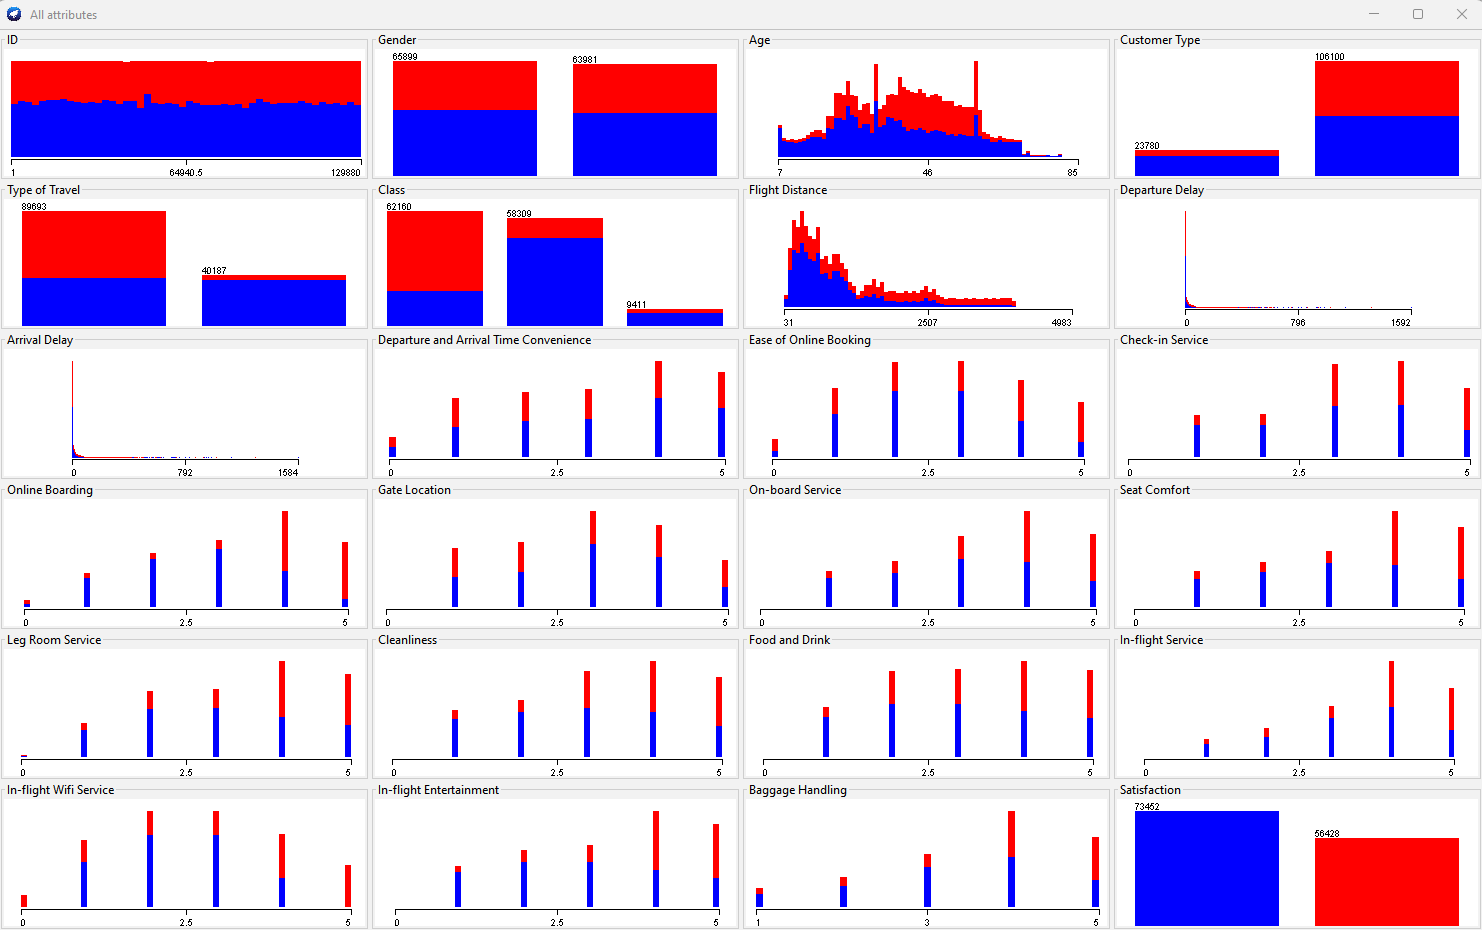 All attributes
ID
1
64940.5
129880
Gender
65899
63981
Age
7
46
85
Customer Type
23780
106100
Type of Travel
89693
40187
Class
62160
58309
9411
Flight Distance
31
2507
4983
Departure Delay
0
796
1592
Arrival Delay
0
792
1584
Departure and Arrival Time Convenience
0
2.5
5
Ease of Online Booking
0
2.5
5
Check-in Service
0
2.5
5
Online Boarding
0
2.5
5
Gate Location
0
2.5
5
On-board Service
0
2.5
5
Seat Comfort
0
2.5
5
Leg Room Service
0
2.5
5
Cleanliness
0
2.5
5
Food and Drink
0
2.5
5
In-flight Service
0
2.5
5
In-flight Wifi Service
0
2.5
5
In-flight Entertainment
0
2.5
5
Baggage Handling
1
3
5
Satisfaction
73452
56428